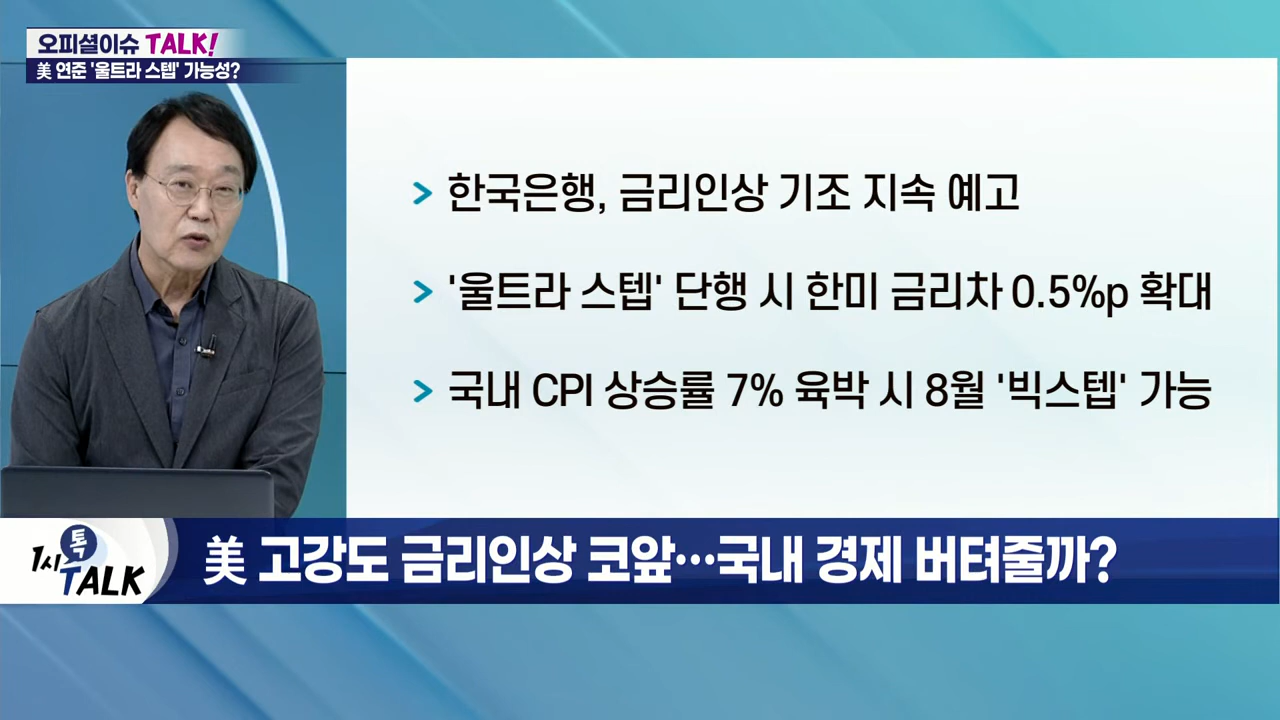 오피셜이슈 TALK!
美 연준 '울트라 스텝' 가능성?
> 한국은행, 금리인상 기조 지속 예고
> '울트라 스텝' 단행 시 한미 금리차 0.5%p 확대
> 국내 CPI 상승률 7% 육박 시 8월 '빅스텝' 가능
1시톡 TALK
美 고강도 금리인상 코앞…국내 경제 버텨줄까?